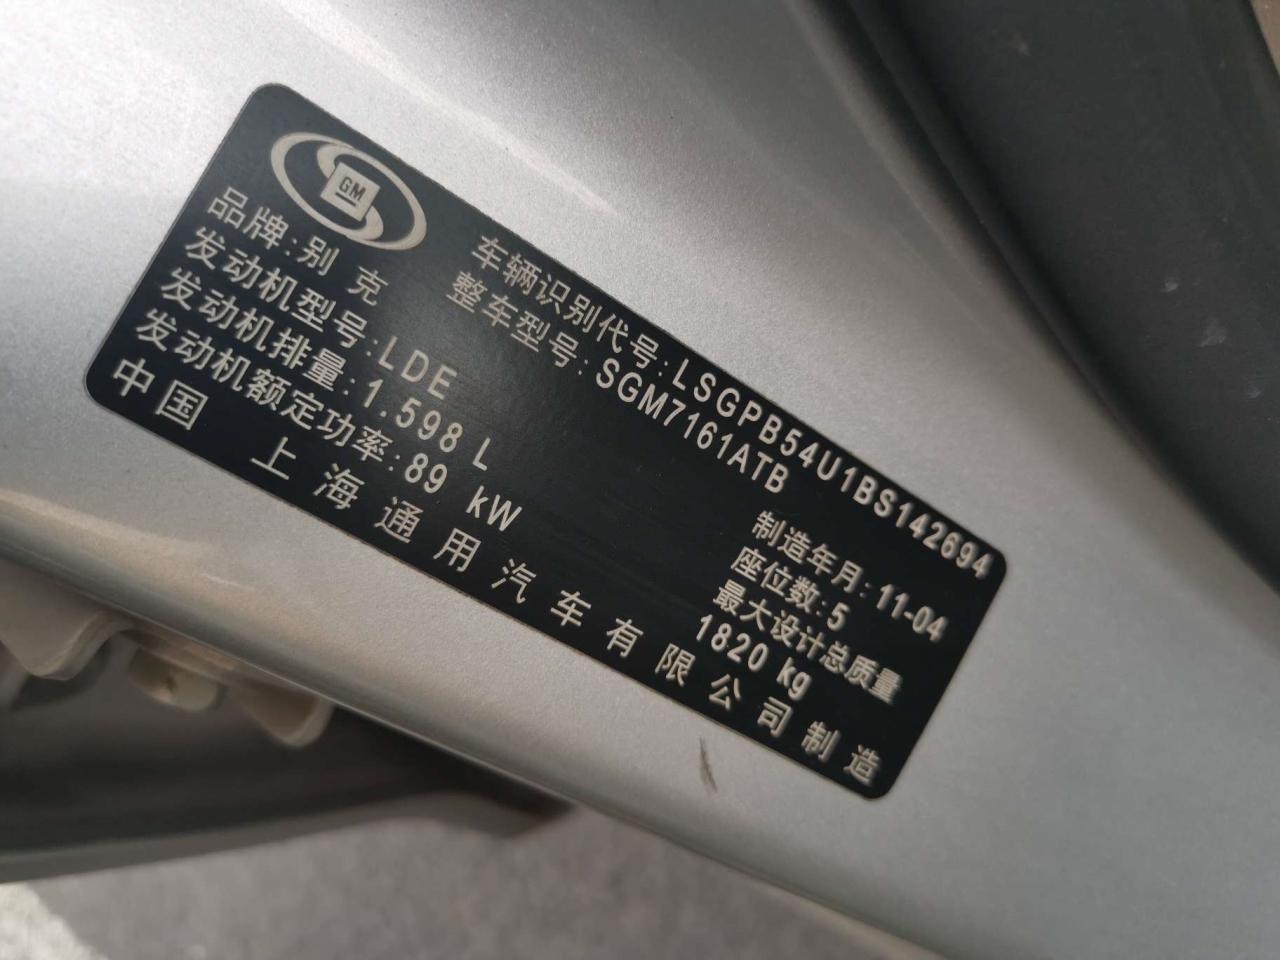 GM
车辆识别代号:LSGPB54U1BS142694
品牌:别克 整车型号:SGM7161ATB
发动机型号:LDE
制造年月:11-04
发动机排量:1.598 L
座位数:5
发动机额定功率:89 kW
最大设计总质量
1820 kg
中国 上海通用汽车有限公司制造